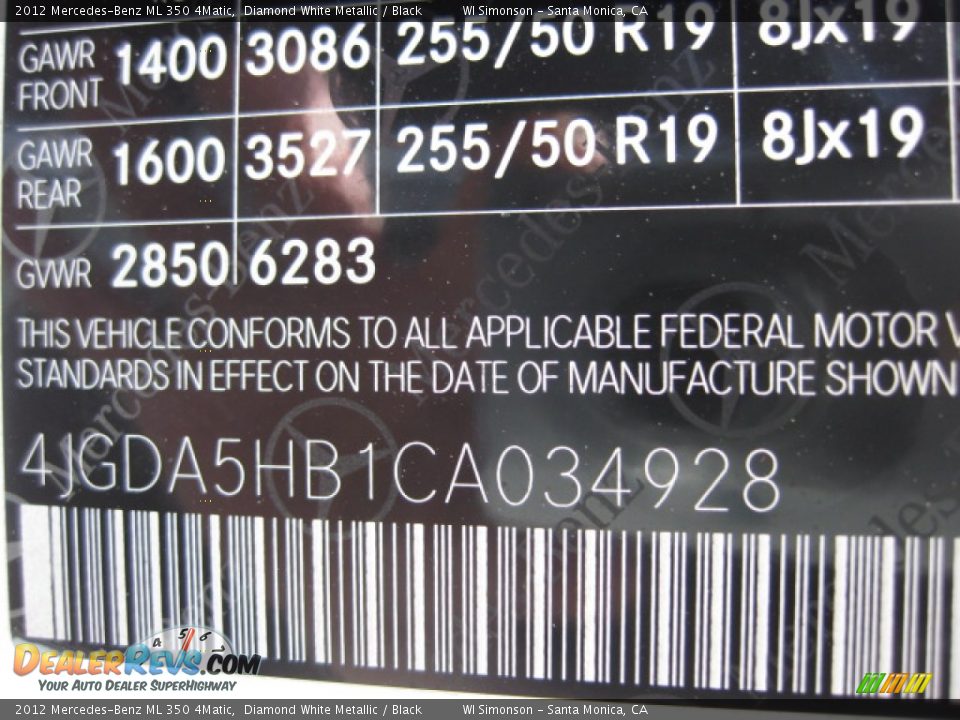 2012 Mercedes-Benz ML 350 4Matic,  Diamond White Metallic / Black  WI Simonson - Santa Monica, CA
GAWR FRONT 1400 3086 255/50 R19 8Jx19
GAWR REAR 1600 3527 255/50 R19 8Jx19
GVWR 2850 6283
THIS VEHICLE CONFORMS TO ALL APPLICABLE FEDERAL MOTOR V
STANDARDS IN EFFECT ON THE DATE OF MANUFACTURE SHOWN
4JGDA5HB1CA034928
DEALERREVS.COM
YOUR AUTO DEALER SUPERHIGHWAY
2012 Mercedes-Benz ML 350 4Matic,  Diamond White Metallic / Black  WI Simonson - Santa Monica, CA